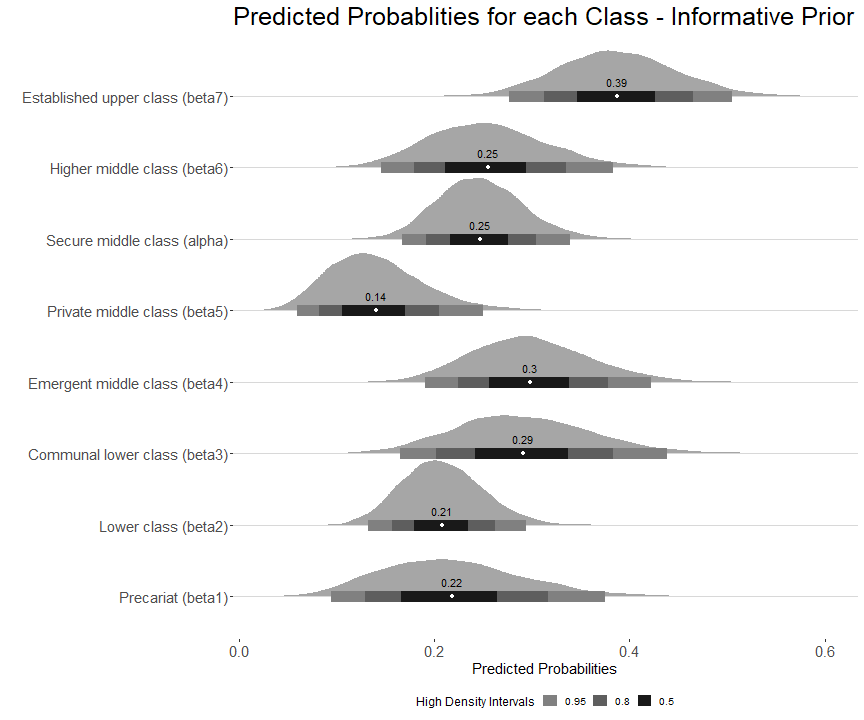 Predicted Probablities for each Class - Informative Prior
Established upper class (beta7)
0.39
Higher middle class (beta6)
0.25
Secure middle class (alpha)
0.25
Private middle class (beta5)
0.14
Emergent middle class (beta4)
0.3
Communal lower class (beta3)
0.29
Lower class (beta2)
0.21
Precariat (beta1)
0.22
0.0 0.2 0.4 0.6
Predicted Probabilities
High Density Intervals 0.95 0.8 0.5